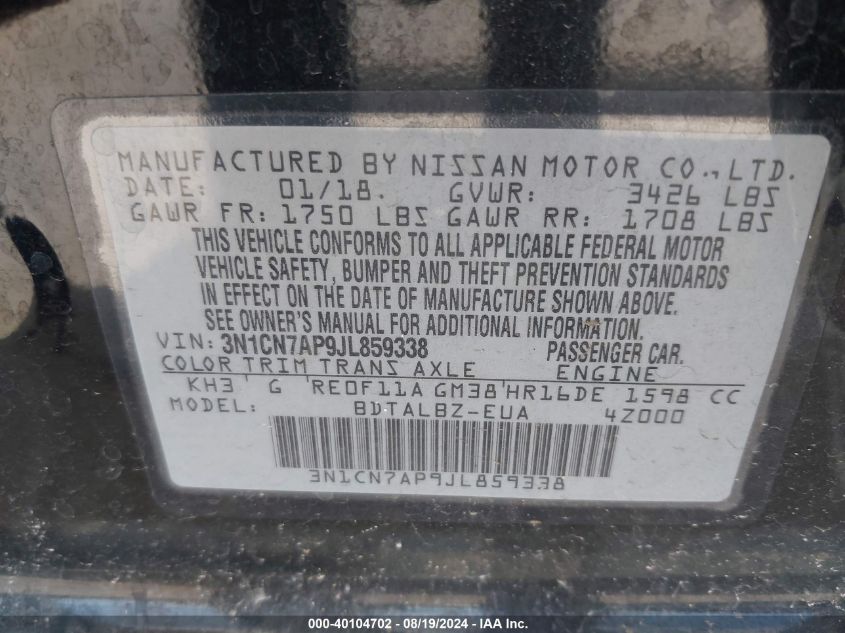 MANUFACTURED BY NISSAN MOTOR CO., LTD.
DATE: 01/18. GVWR: 3426 LBS
GAWR FR: 1750 LBS GAWR RR: 1708 LBS
THIS VEHICLE CONFORMS TO ALL APPLICABLE FEDERAL MOTOR
VEHICLE SAFETY, BUMPER AND THEFT PREVENTION STANDARDS
IN EFFECT ON THE DATE OF MANUFACTURE SHOWN ABOVE.
SEE OWNER'S MANUAL FOR ADDITIONAL INFORMATION.
VIN: 3N1CN7AP9JL859338 PASSENGER CAR.
COLOR TRIM TRANS AXLE ENGINE
KH3 G RE0F11A GM38 HR16DE 1598 CC
MODEL: BDTALBZ-EUA 4Z000
3N1CN7AP9JL859338
000-40104702 - 08/19/2024 - IAA Inc.